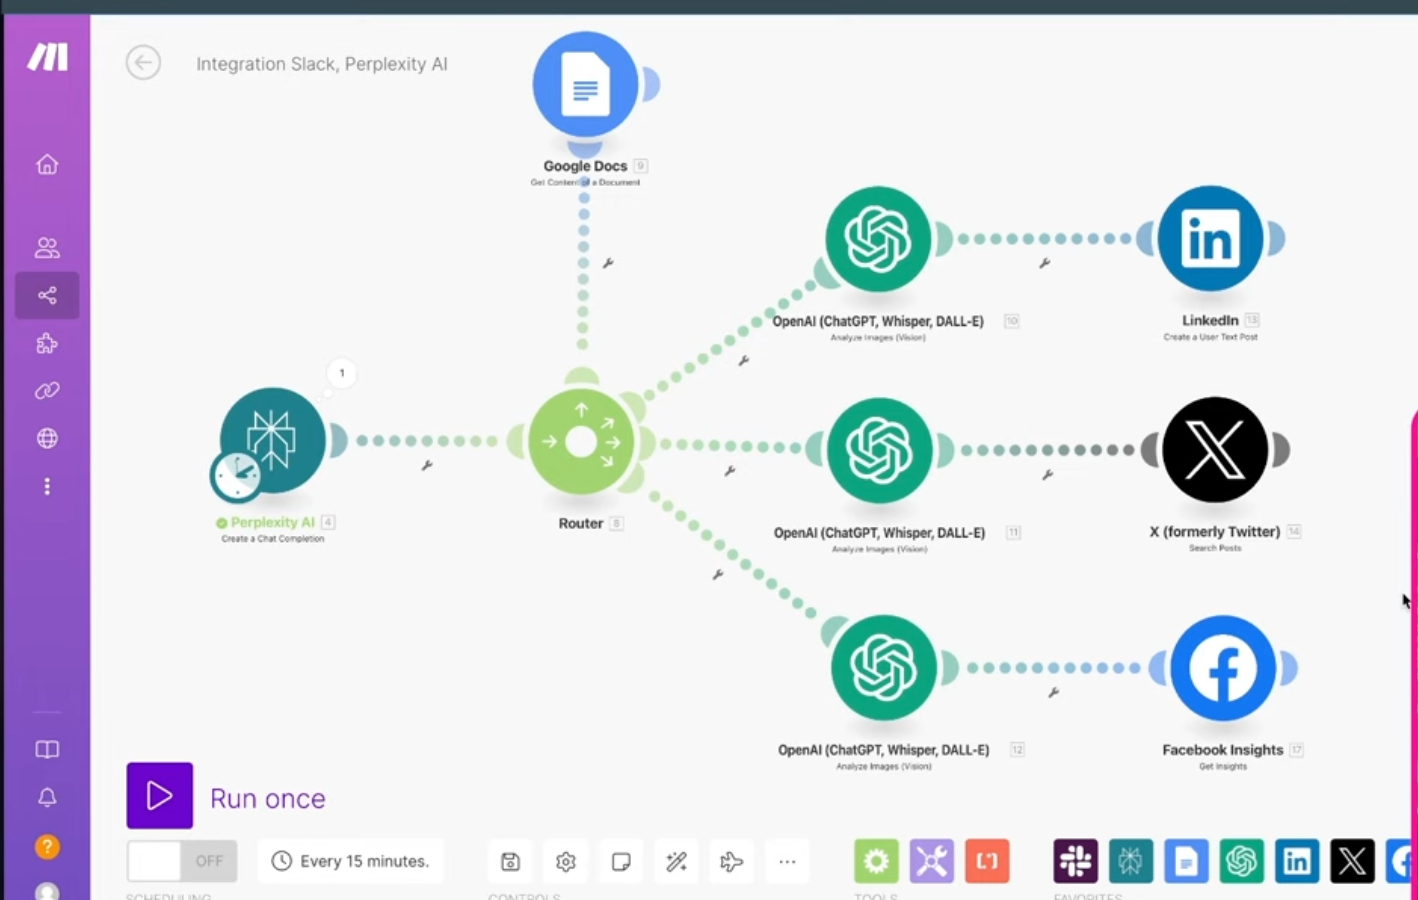 Integration Slack, Perplexity AI
Google Docs 9
Get Content of a Document
OpenAI (ChatGPT, Whisper, DALL-E) 10
Analyze Images (Vision)
in
LinkedIn 13
Create a User Text Post
1
Perplexity AI 4
Create a Chat Completion
Router 8
OpenAI (ChatGPT, Whisper, DALL-E) 11
Analyze Images (Vision)
X (formerly Twitter) 14
Search Posts
OpenAI (ChatGPT, Whisper, DALL-E) 12
Analyze Images (Vision)
Facebook Insights 17
Get Insights
Run once
OFF
Every 15 minutes.
SCHEDULING
CONTROLS
TOOLS
FAVORITES